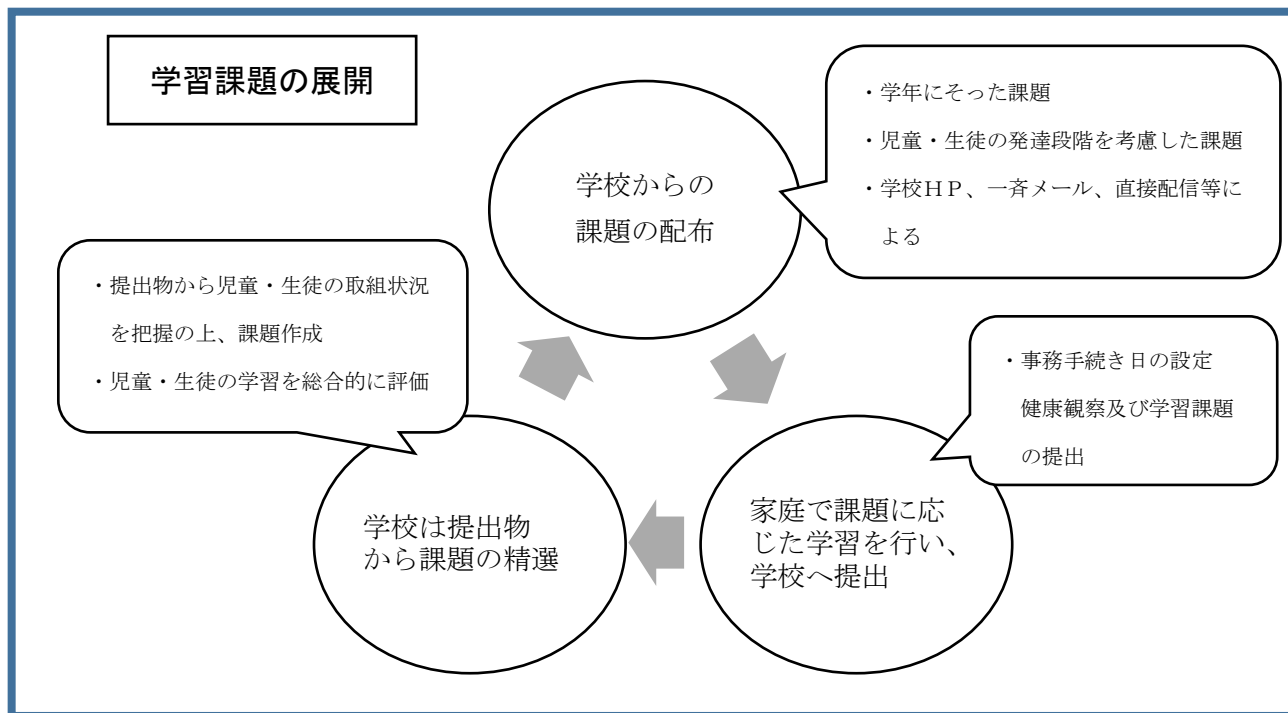 学習課題の展開
学校からの
課題の配布
・学年にそった課題
・児童・生徒の発達段階を考慮した課題
・学校ＨＰ、一斉メール、直接配信等に
よる
・事務手続き日の設定
健康観察及び学習課題
の提出
家庭で課題に応
じた学習を行い、
学校へ提出
・提出物から児童・生徒の取組状況
を把握の上、課題作成
・児童・生徒の学習を総合的に評価
学校は提出物
から課題の精選